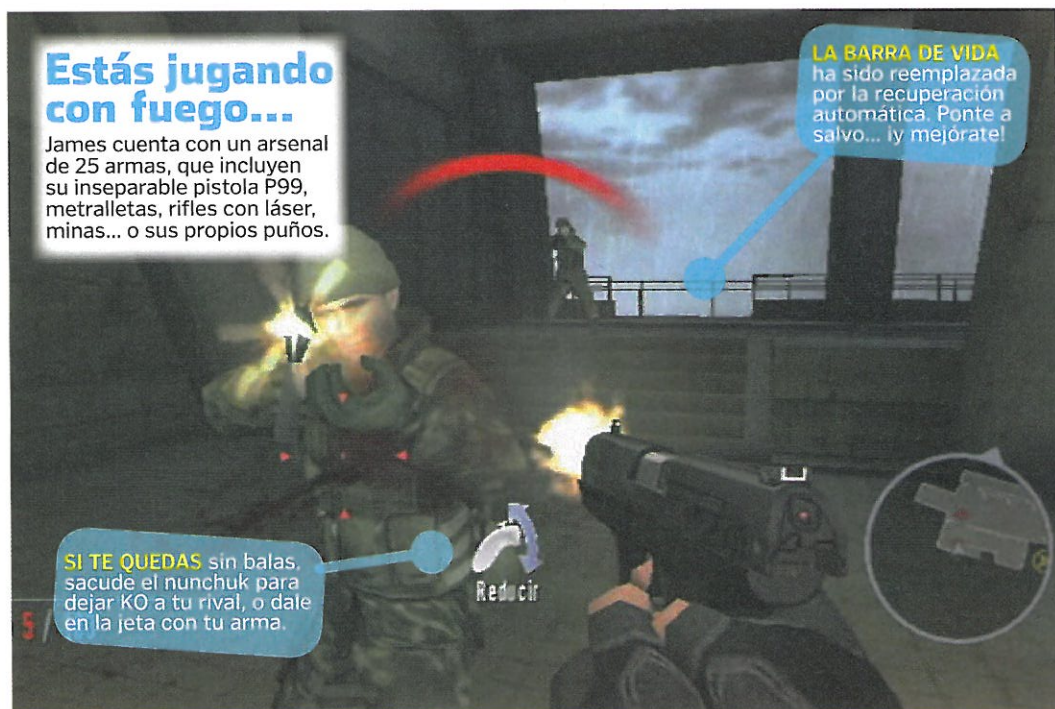 Estás jugando
con fuego...
James cuenta con un arsenal
de 25 armas, que incluyen
su inseparable pistola P99,
metralletas, rifles con láser,
minas... o sus propios puños.
LA BARRA DE VIDA
ha sido reemplazada
por la recuperación
automática. Ponte a
salvo... ¡y mejórate!
SI TE QUEDAS sin balas,
sacude el nunchuk para
dejar KO a tu rival, o dale
en la jeta con tu arma.
Reducir